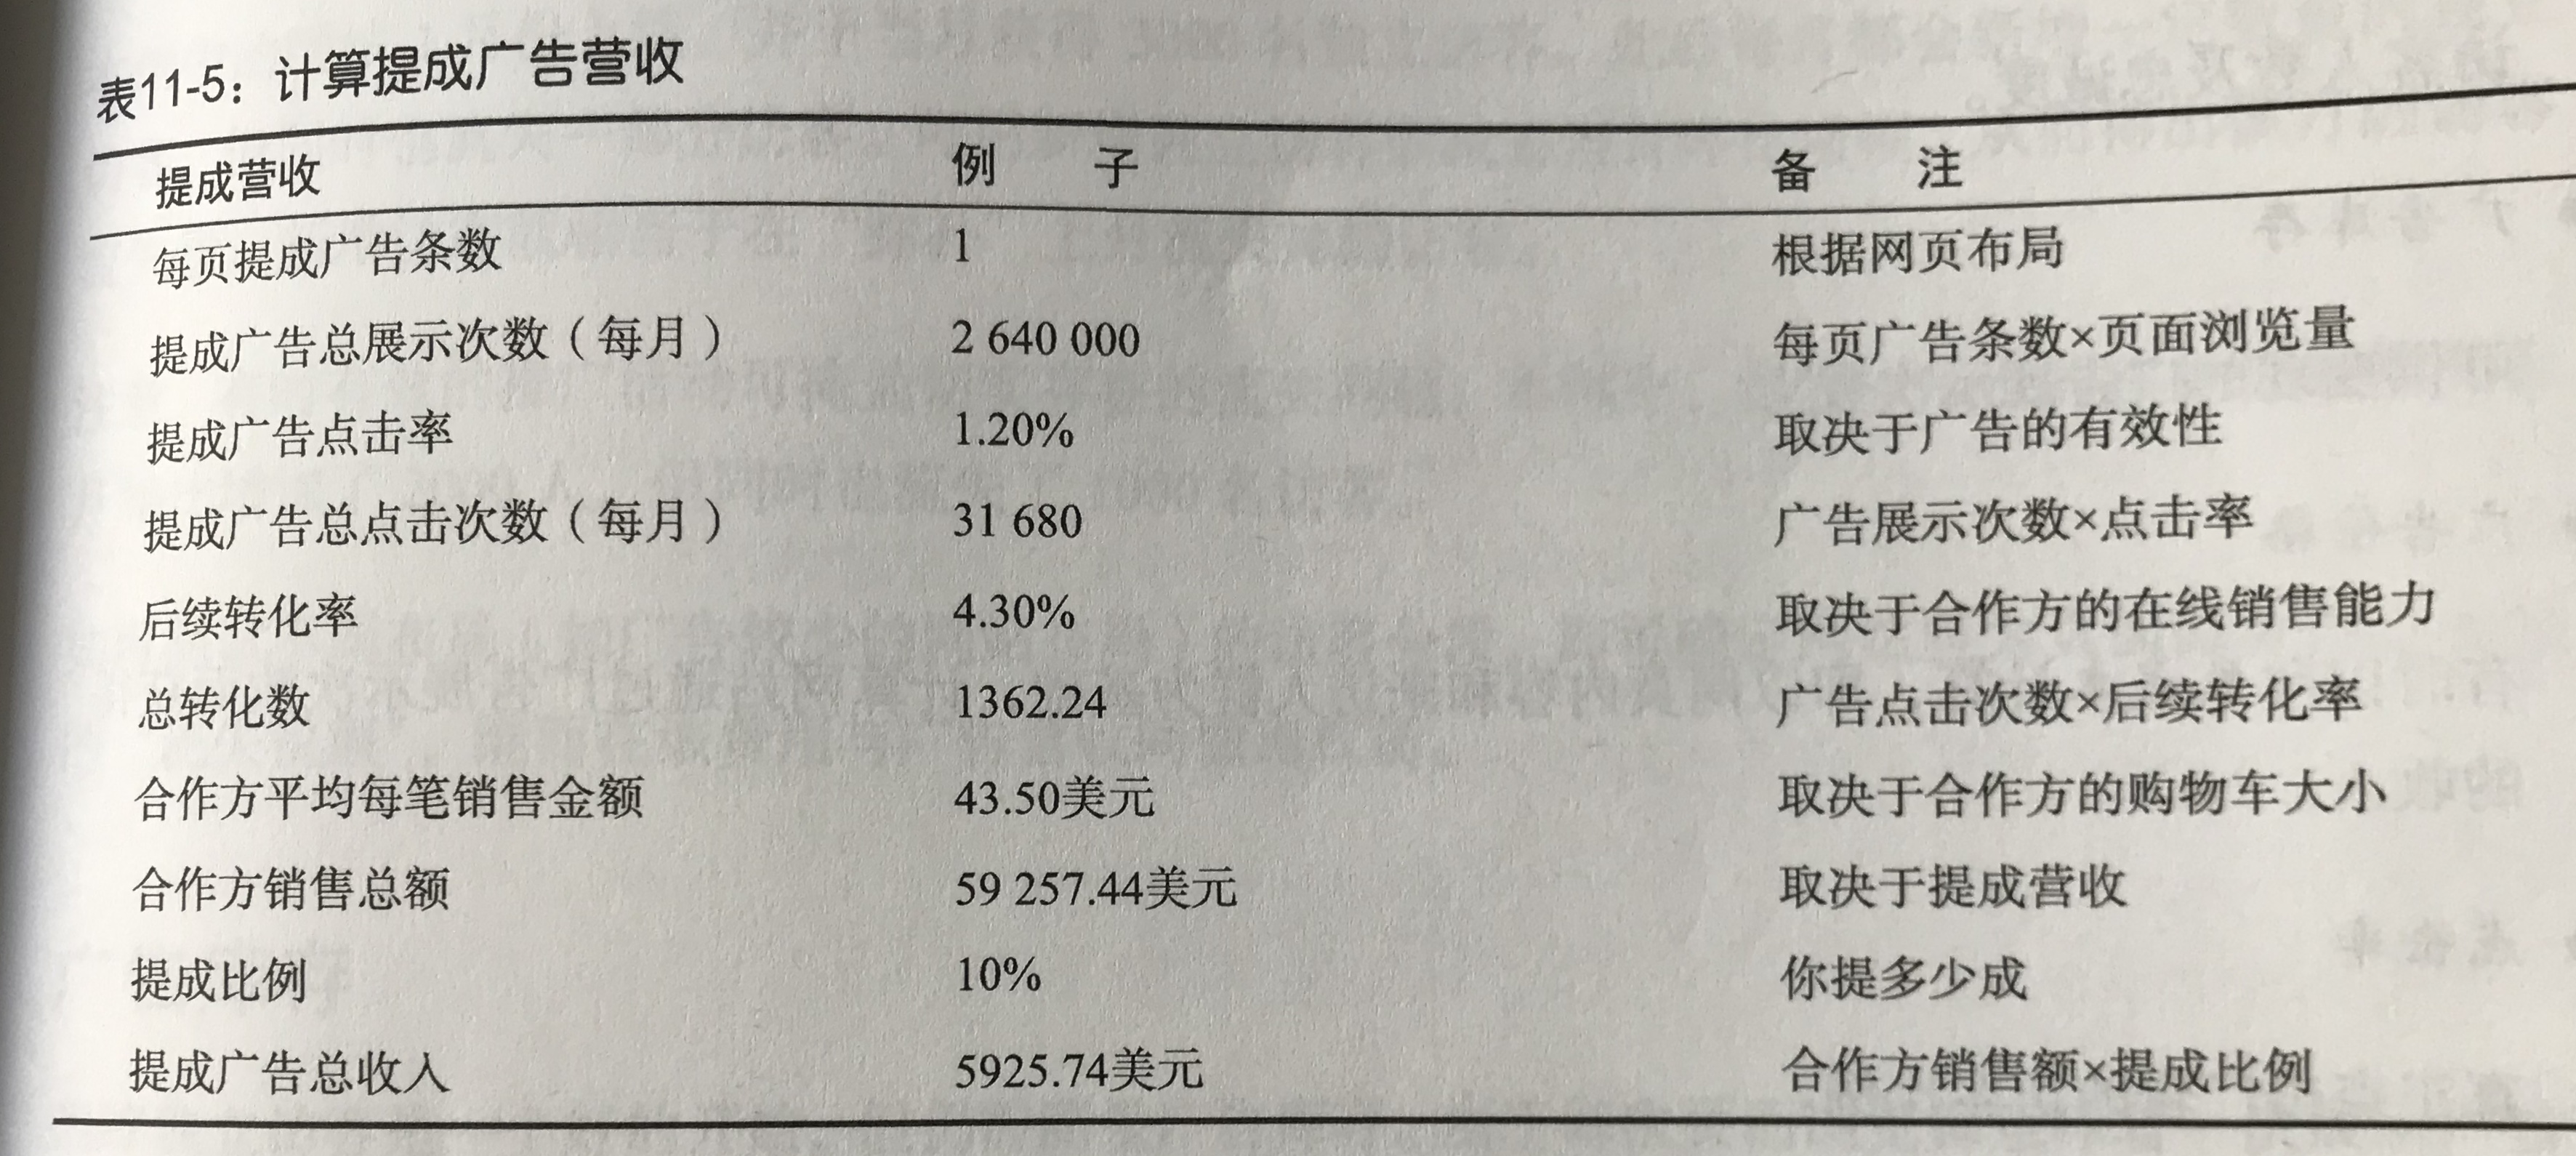 表11-5：计算提成广告营收
提成营收 例 子 备 注
每页提成广告条数 1 根据网页布局
提成广告总展示次数（每月） 2 640 000 每页广告条数×页面浏览量
提成广告点击率 1.20% 取决于广告的有效性
提成广告总点击次数（每月） 31 680 广告展示次数×点击率
后续转化率 4.30% 取决于合作方的在线销售能力
总转化数 1362.24 广告点击次数×后续转化率
合作方平均每笔销售金额 43.50美元 取决于合作方的购物车大小
合作方销售总额 59 257.44美元 取决于提成营收
提成比例 10% 你提多少成
提成广告总收入 5925.74美元 合作方销售额×提成比例